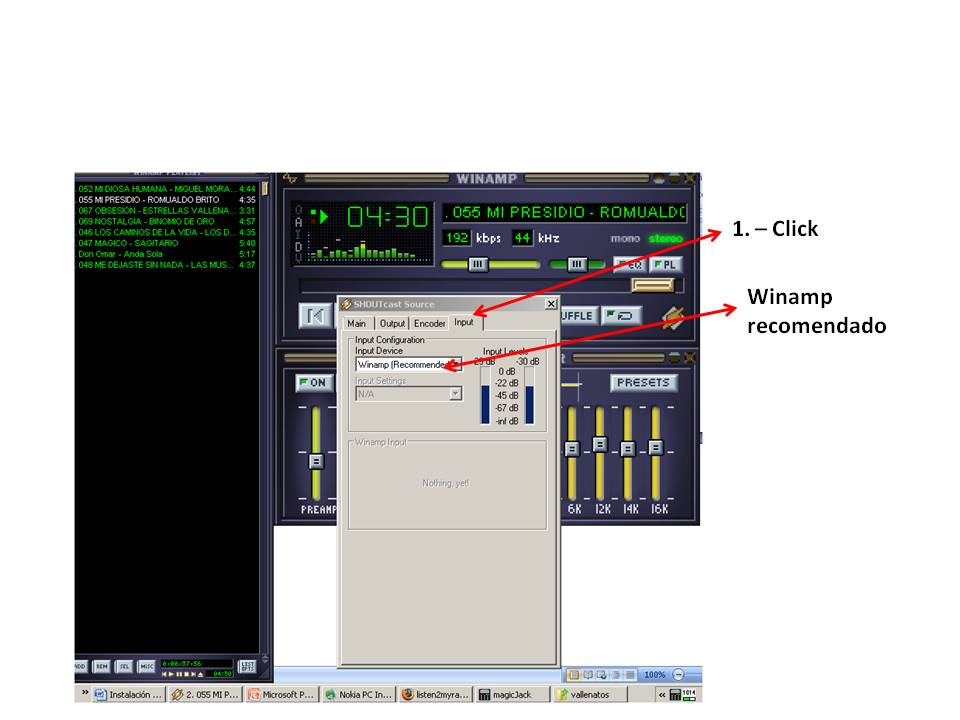 WINAMP PLAYLIST
052 MI DIOSA HUMANA - MIGUEL MORA... 4:44
055 MI PRESIDIO - ROMUALDO BRITO 4:35
067 OBSESION - ESTRELLAS VALLENA... 3:31
069 NOSTALGIA - BINOMIO DE ORO 4:57
046 LOS CAMINOS DE LA VIDA - LOS D... 4:35
047 MAGICO - SAGITARIO 5:40
Don Omar - Anda Sola 5:17
048 ME DEJASTE SIN NADA - LAS MUS... 4:37
WINAMP
O A I D V
04:30
. 055 MI PRESIDIO - ROMUALDO
192 kbps 44 kHz mono stereo
EQ PL
1. – Click
Winamp
recomendado
SHOUTcast Source
Main Output Encoder Input
UFFLE
Input Configuration
Input Device
Winamp (Recommended)
Input Settings
N/A
Input Levels
-30 dB
0 dB
-22 dB
-45 dB
-67 dB
-inf dB
Winamp Input
Nothing, yet!
ON
PRESETS
PREAMP
6K 12K 14K 16K
ADD REM SEL MISC
0:00/37:56
04:30
LIST
OPTS
100%
» Instalación ... 2. 055 MI P... Microsoft P... Nokia PC In... listen2myra... magicJack vallenatos « 1014